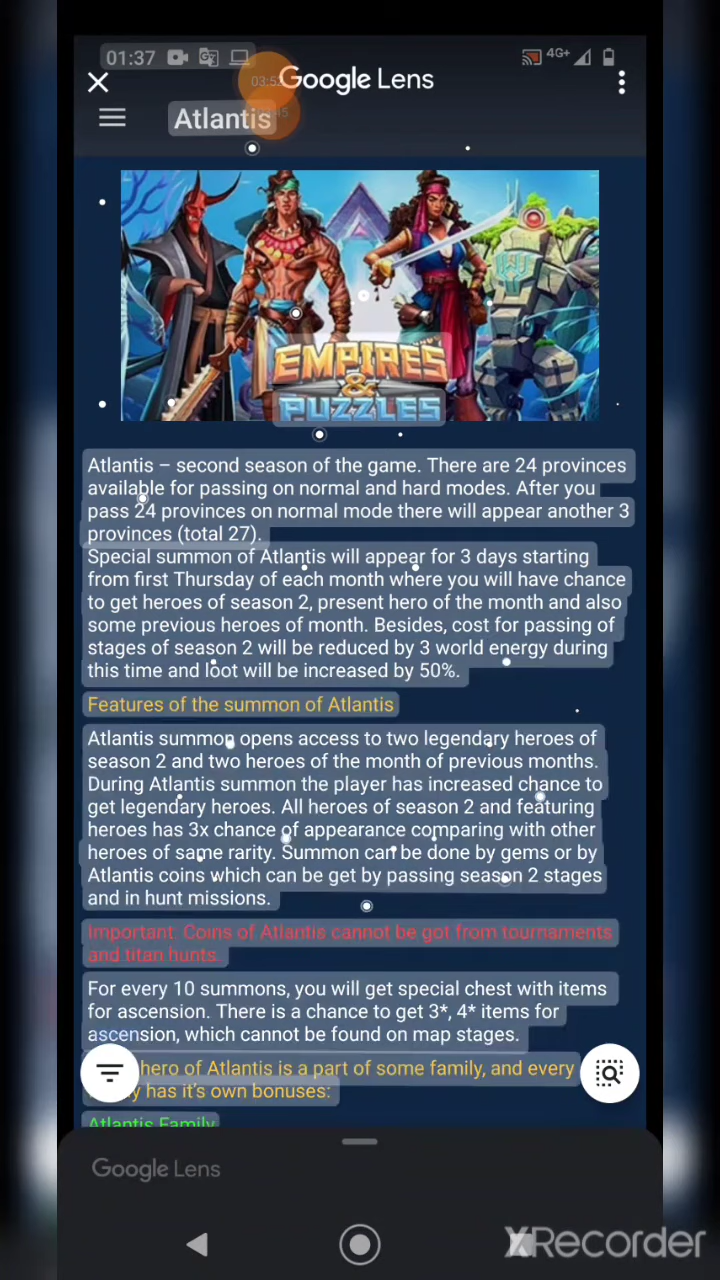 01:37
4G+
03:52
Google Lens
Atlantis
EMPIRES
&
PUZZLES
Atlantis – second season of the game. There are 24 provinces
available for passing on normal and hard modes. After you
pass 24 provinces on normal mode there will appear another 3
provinces (total 27).
Special summon of Atlantis will appear for 3 days starting
from first Thursday of each month where you will have chance
to get heroes of season 2, present hero of the month and also
some previous heroes of month. Besides, cost for passing of
stages of season 2 will be reduced by 3 world energy during
this time and loot will be increased by 50%.
Features of the summon of Atlantis
Atlantis summon opens access to two legendary heroes of
season 2 and two heroes of the month of previous months.
During Atlantis summon the player has increased chance to
get legendary heroes. All heroes of season 2 and featuring
heroes has 3x chance of appearance comparing with other
heroes of same rarity. Summon can be done by gems or by
Atlantis coins which can be get by passing season 2 stages
and in hunt missions.
Important: Coins of Atlantis cannot be got from tournaments
and titan hunts.
For every 10 summons, you will get special chest with items
for ascension. There is a chance to get 3*, 4* items for
ascension, which cannot be found on map stages.
hero of Atlantis is a part of some family, and every
has it's own bonuses:
Atlantis Family
Google Lens
XRecorder